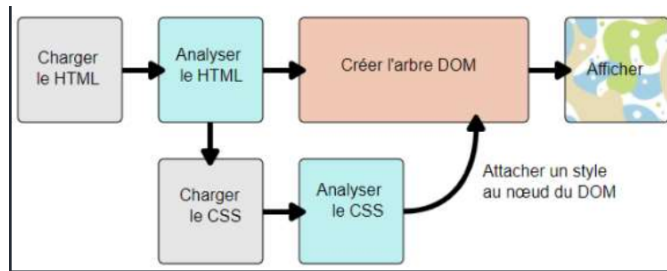 Charger
le HTML
Analyser
le HTML
Créer l'arbre DOM
Afficher
Charger
le CSS
Analyser
le CSS
Attacher un style
au nœud du DOM